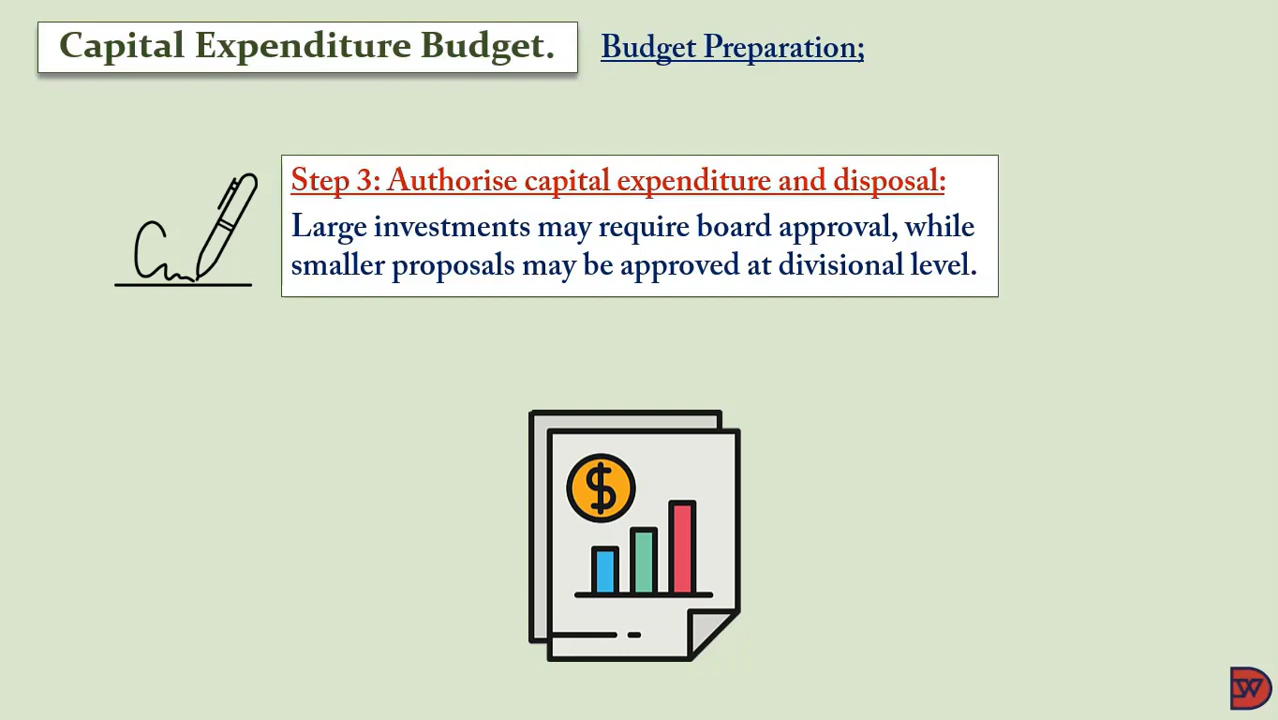 Capital Expenditure Budget.
Budget Preparation;
Step 3: Authorise capital expenditure and disposal:
Large investments may require board approval, while
smaller proposals may be approved at divisional level.
$
DW